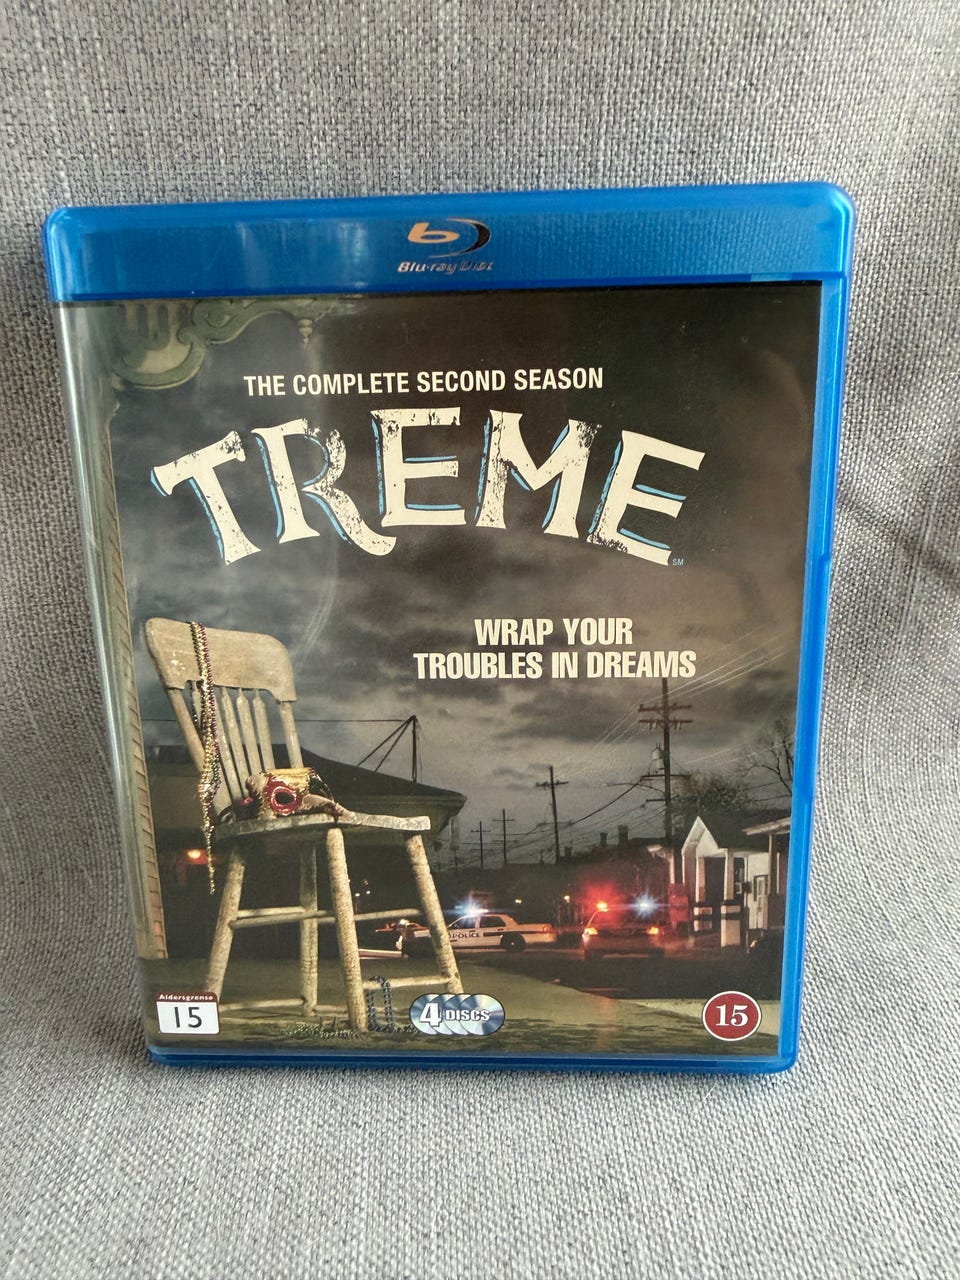 Blu-ray Disc
THE COMPLETE SECOND SEASON
TREME
SM
WRAP YOUR
TROUBLES IN DREAMS
POLICE
Aldersgrense
15
4 DISCS
15